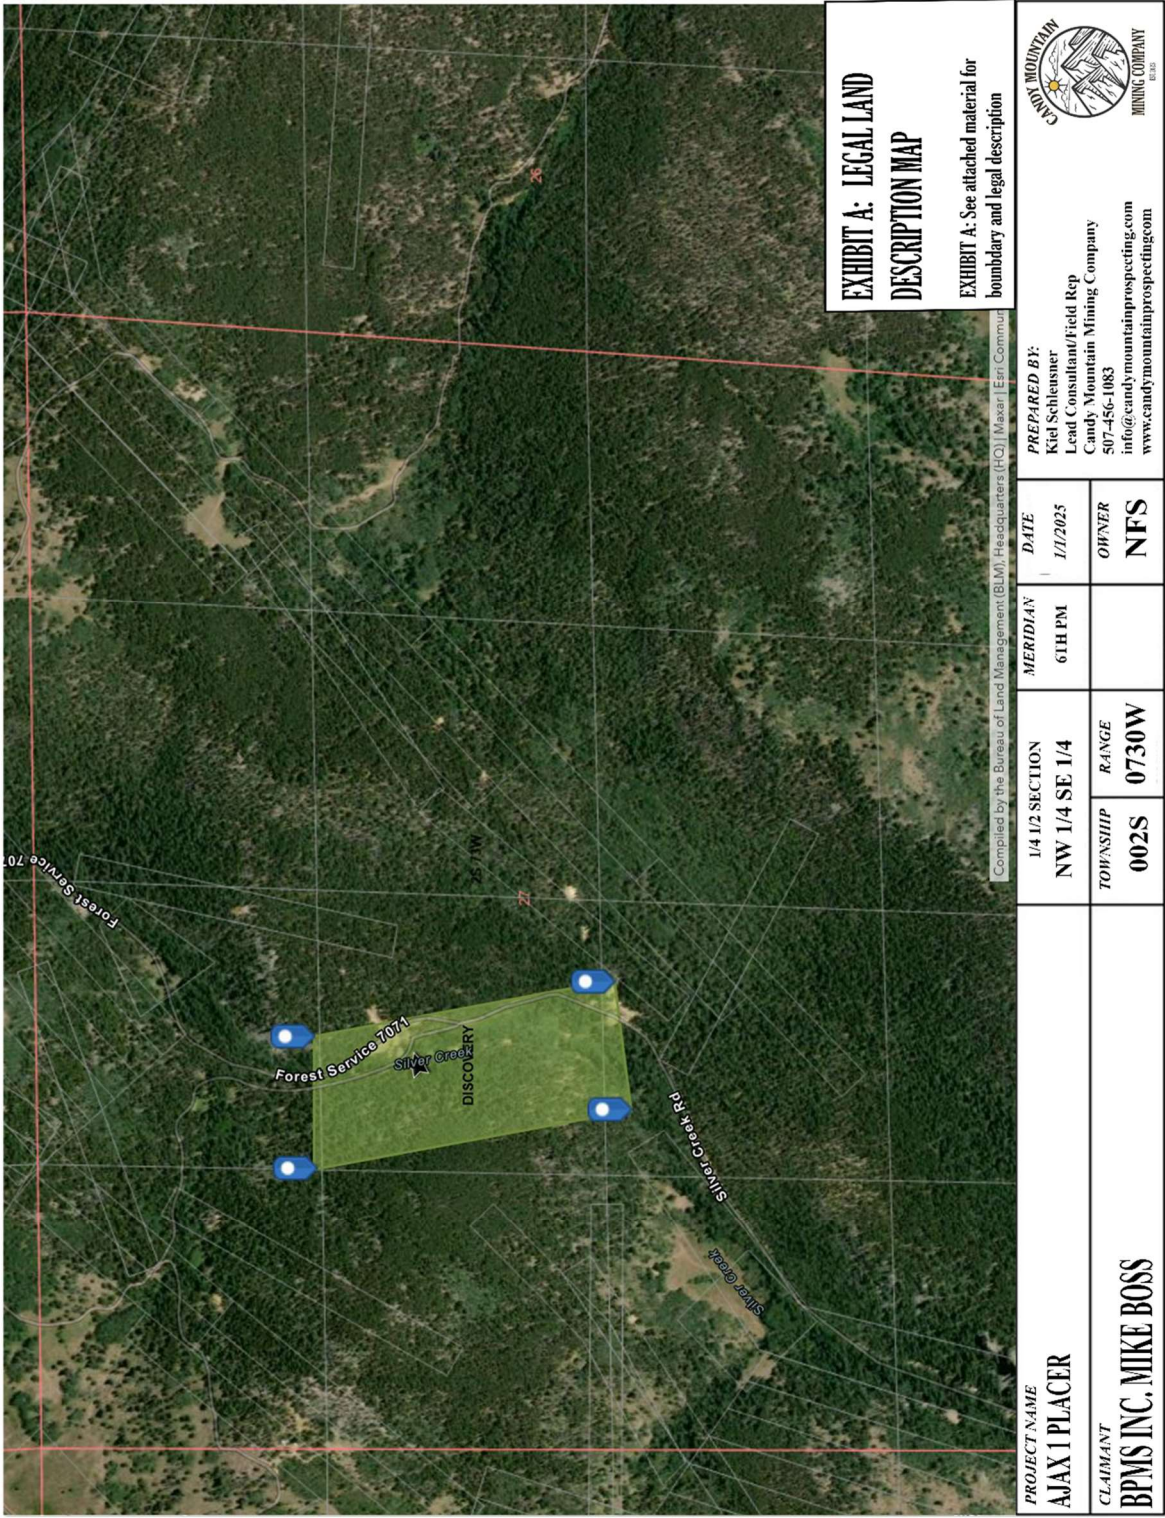 Forest Service 707
Forest Service 7071
Silver Creek
DISCOVERY
27
26
Silver Creek Rd
Silver Creek
Compiled by the Bureau of Land Management (BLM), Headquarters (HQ) | Maxar | Esri Commun
EXHIBIT A: LEGAL LAND
DESCRIPTION MAP
EXHIBIT A: See attached material for
bounbdary and legal description
PROJECT NAME
AJAX 1 PLACER
CLAIMANT
BPMS INC. MIKE BOSS
1/4 1/2 SECTION
NW 1/4 SE 1/4
TOWNSHIP
002S
RANGE
0730W
MERIDIAN
6TH PM
DATE
1/1/2025
OWNER
NFS
PREPARED BY:
Kiel Schleusner
Lead Consultant/Field Rep
Candy Mountain Mining Company
507-456-1083
info@candymountainprospecting.com
www.candymountainprospectingcom
CANDY MOUNTAIN
MINING COMPANY